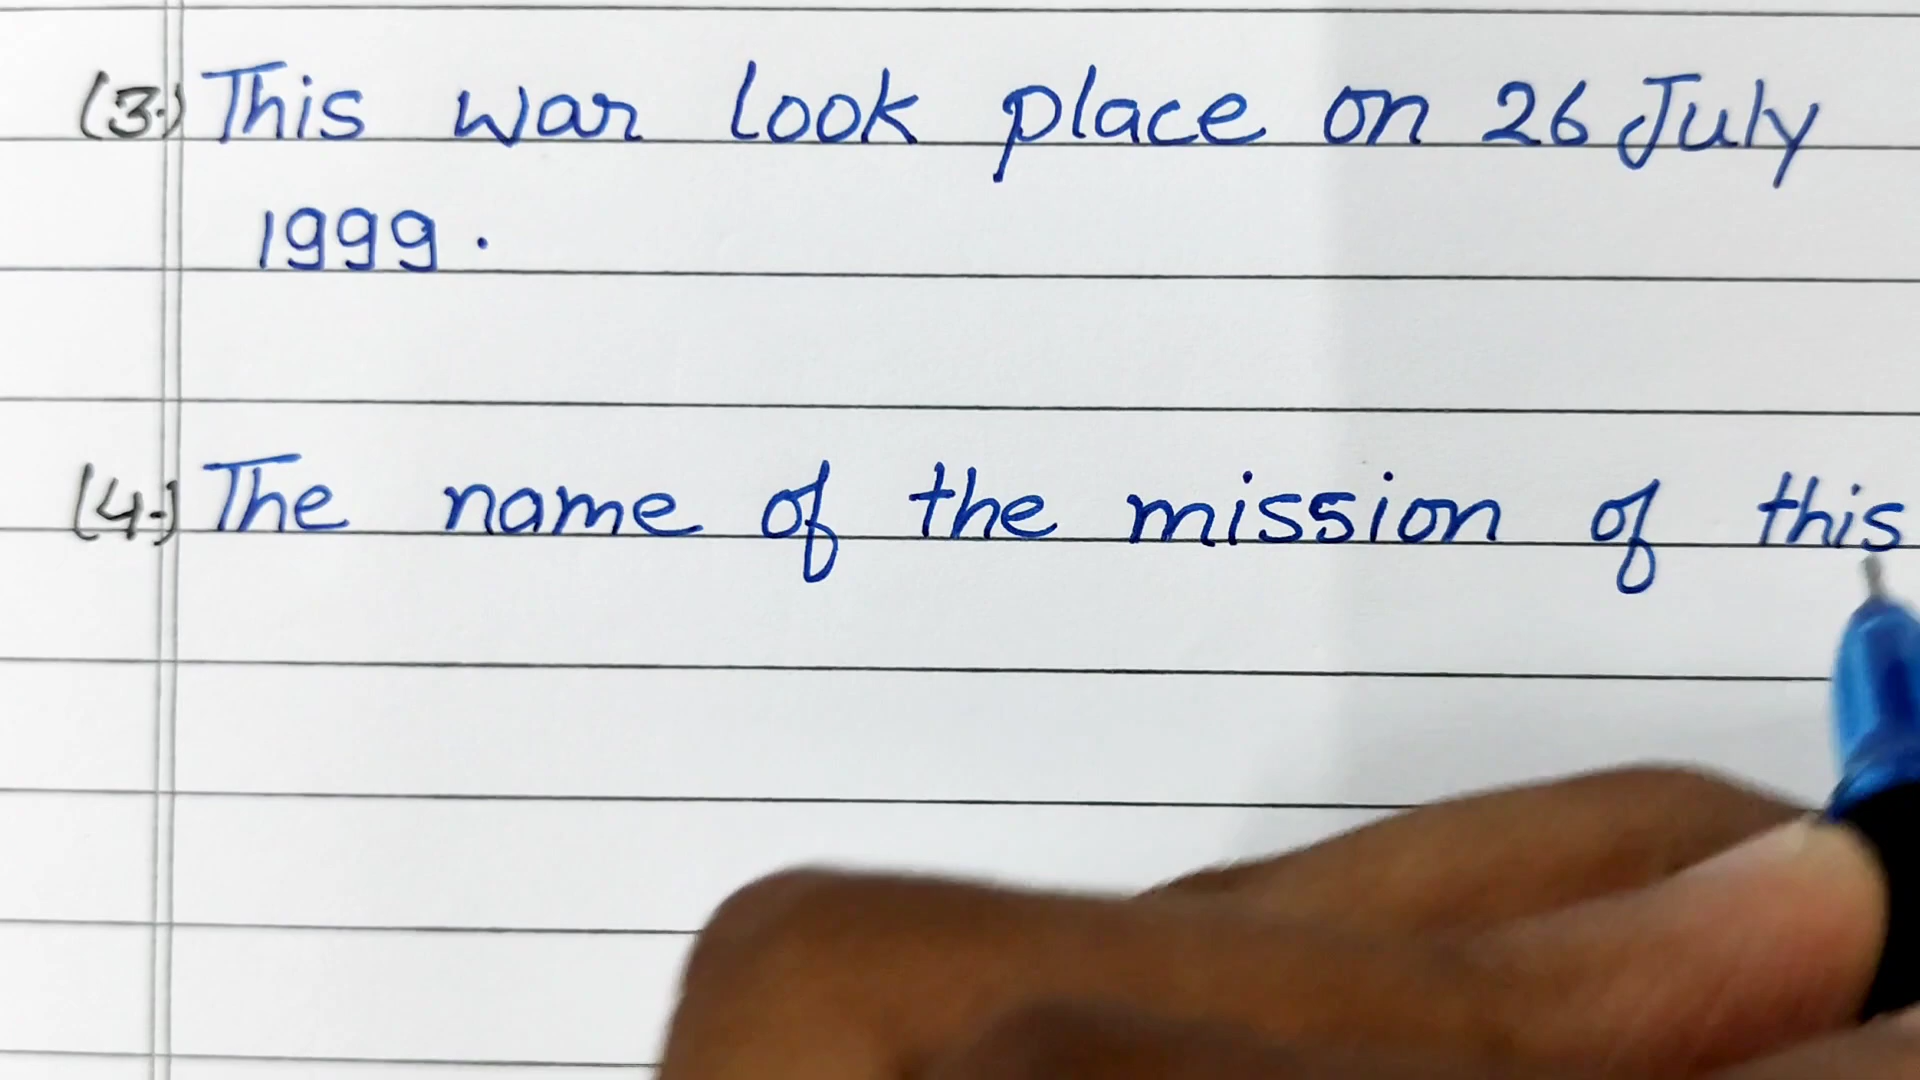 (3.) This war look place on 26 July
1999.
(4.) The name of the mission of this